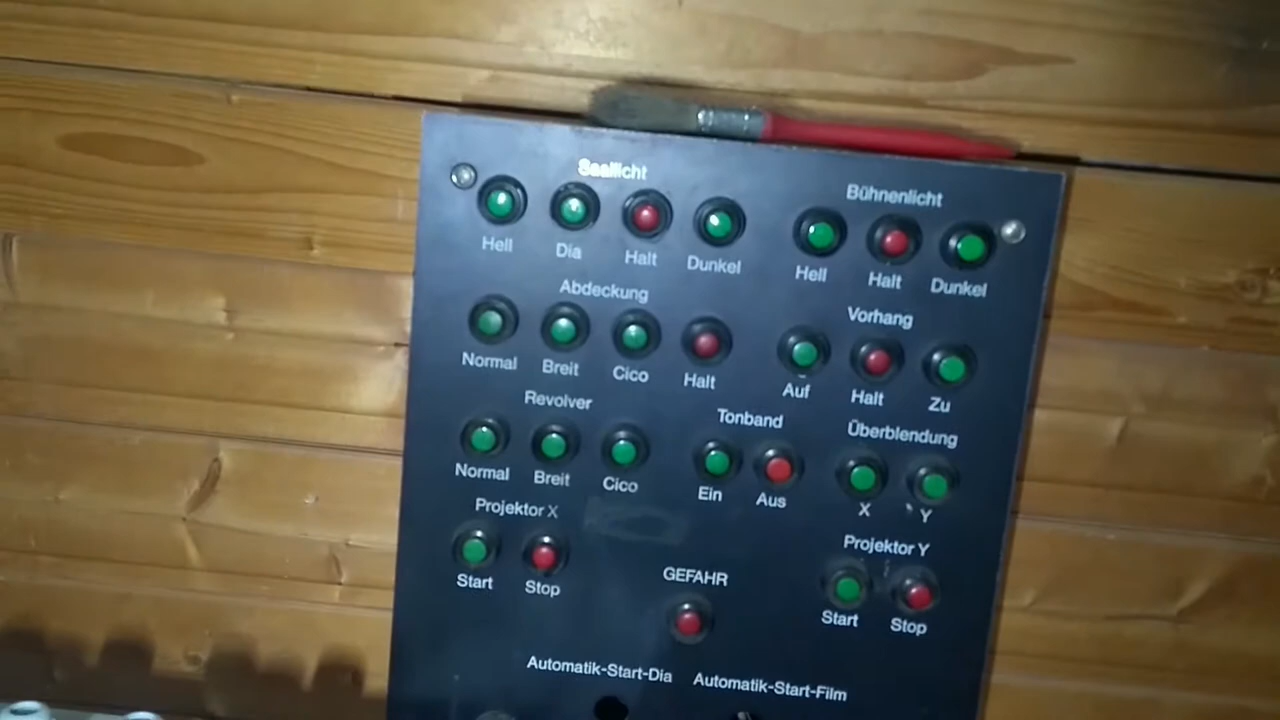 Saallicht
Bühnenlicht
Hell Dia Halt Dunkel
Hell Halt Dunkel
Abdeckung
Vorhang
Normal Breit Cico Halt
Auf Halt Zu
Revolver
Tonband
Überblendung
Normal Breit Cico
Ein Aus
X Y
Projektor X
Projektor Y
Start Stop
GEFAHR
Start Stop
Automatik-Start-Dia
Automatik-Start-Film